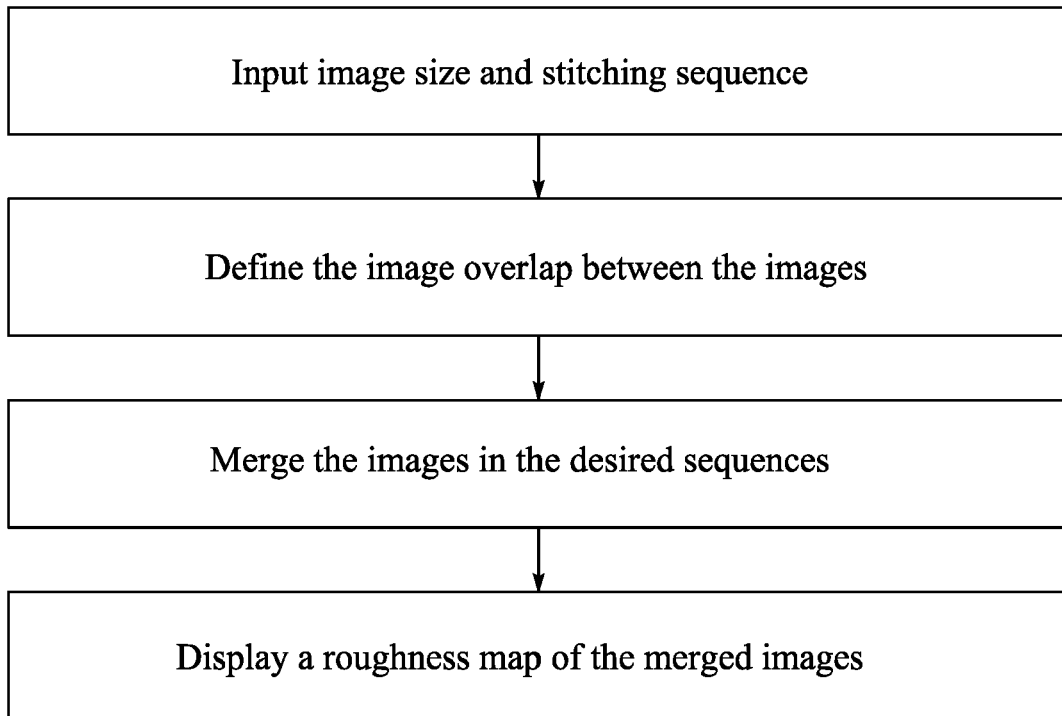 Input image size and stitching sequence
Define the image overlap between the images
Merge the images in the desired sequences
Display a roughness map of the merged images